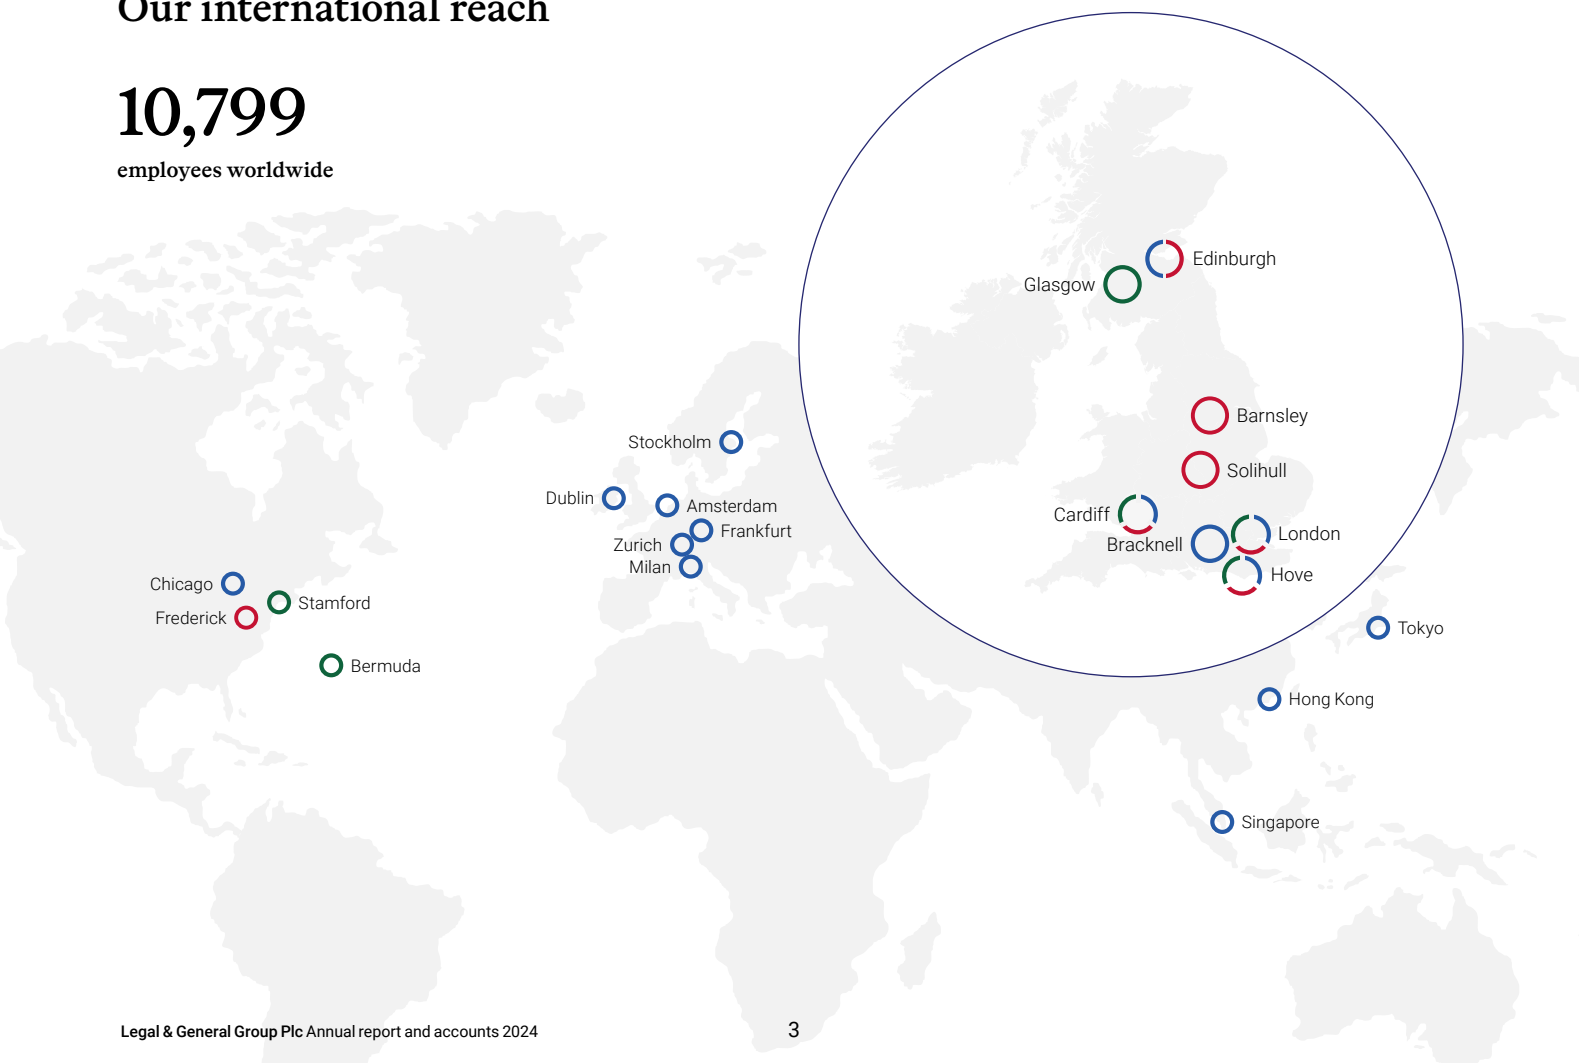 Our international reach
10,799
employees worldwide
Edinburgh
Glasgow
Barnsley
Stockholm
Solihull
Dublin
Amsterdam
Cardiff
Frankfurt
London
Zurich
Bracknell
Milan
Hove
Chicago
Stamford
Frederick
Tokyo
Bermuda
Hong Kong
Singapore
Legal & General Group Plc Annual report and accounts 2024
3